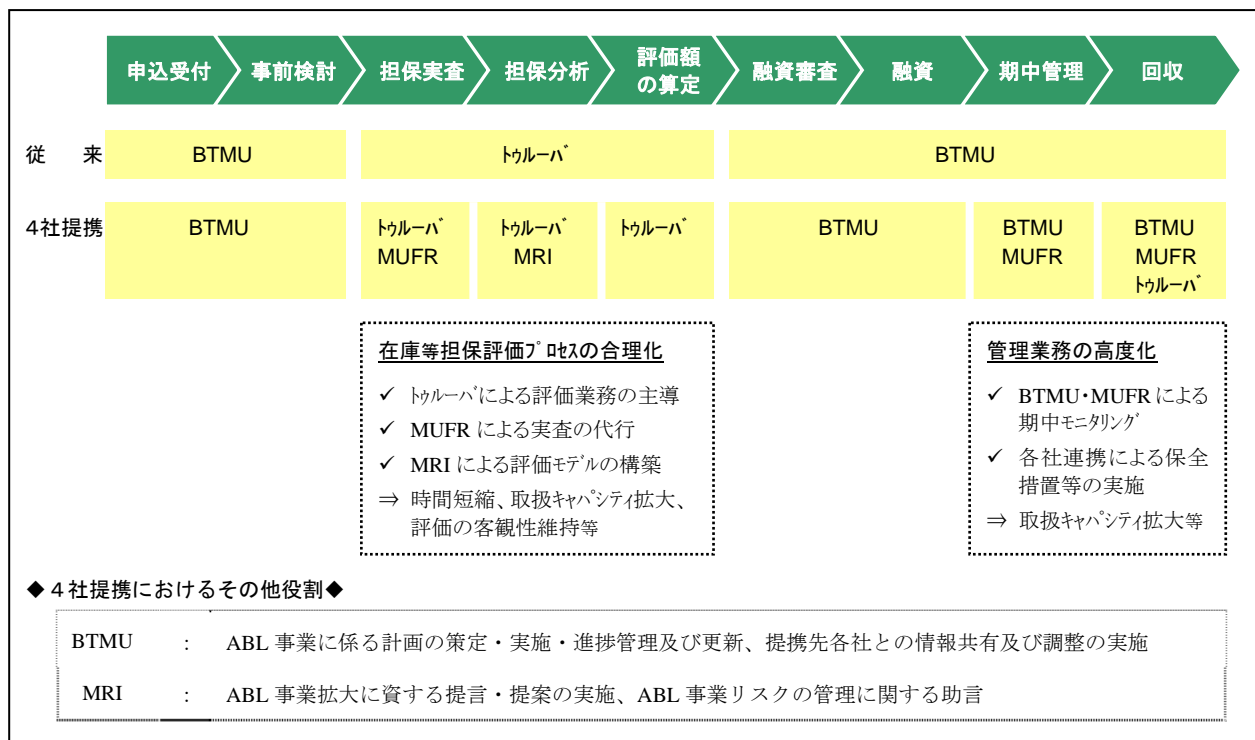 申込受付 事前検討 担保実査 担保分析 評価額の算定 融資審査 融資 期中管理 回収
従　来 BTMU ﾄｩﾙｰﾊﾞ BTMU
4社提携 BTMU ﾄｩﾙｰﾊﾞ ﾄｩﾙｰﾊﾞ ﾄｩﾙｰﾊﾞ BTMU BTMU BTMU
MUFR MRI MUFR MUFR
ﾄｩﾙｰﾊﾞ
在庫等担保評価ﾌﾟﾛｾｽの合理化
✓ ﾄｩﾙｰﾊﾞによる評価業務の主導
✓ MUFR による実査の代行
✓ MRI による評価ﾓﾃﾞﾙの構築
⇒ 時間短縮、取扱ｷｬﾊﾟｼﾃｨ拡大、
評価の客観性維持等
管理業務の高度化
✓ BTMU・MUFR による
期中ﾓﾆﾀﾘﾝｸﾞ
✓ 各社連携による保全
措置等の実施
⇒ 取扱ｷｬﾊﾟｼﾃｨ拡大等
◆４社提携におけるその他役割◆
BTMU : ABL 事業に係る計画の策定・実施・進捗管理及び更新、提携先各社との情報共有及び調整の実施
MRI : ABL 事業拡大に資する提言・提案の実施、ABL 事業リスクの管理に関する助言